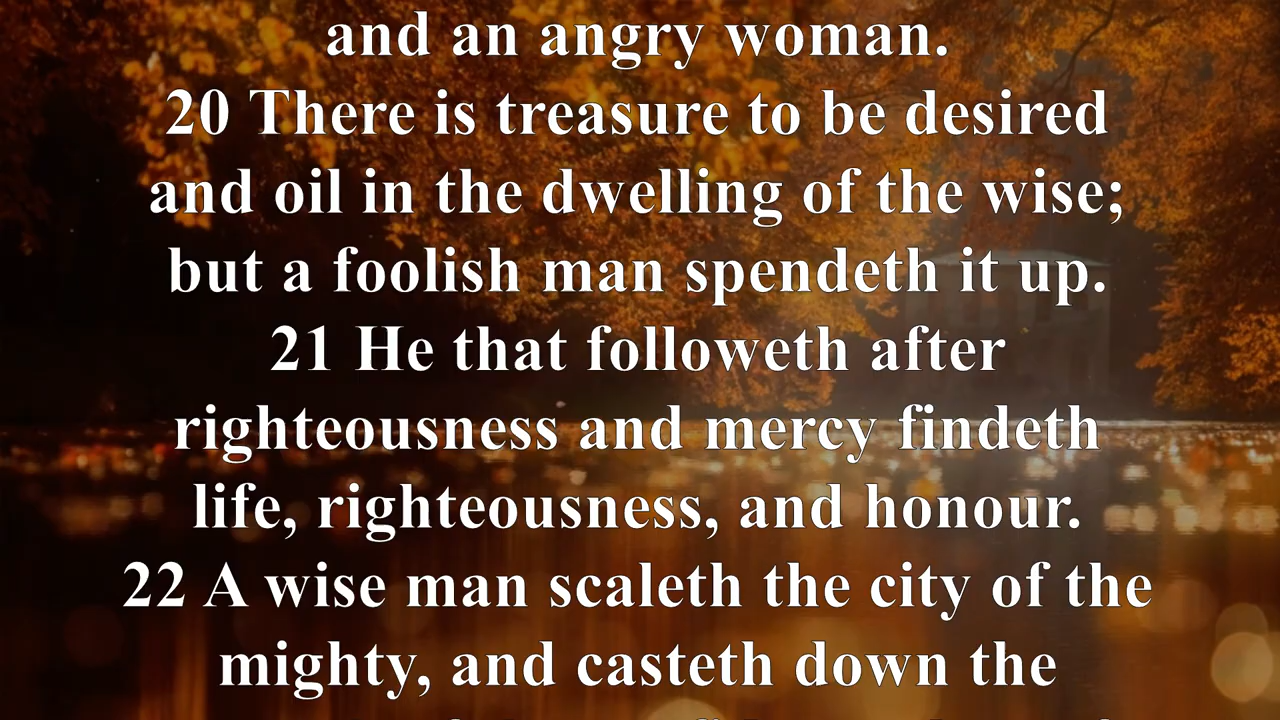 and an angry woman.
20 There is treasure to be desired
and oil in the dwelling of the wise;
but a foolish man spendeth it up.
21 He that followeth after
righteousness and mercy findeth
life, righteousness, and honour.
22 A wise man scaleth the city of the
mighty, and casteth down the